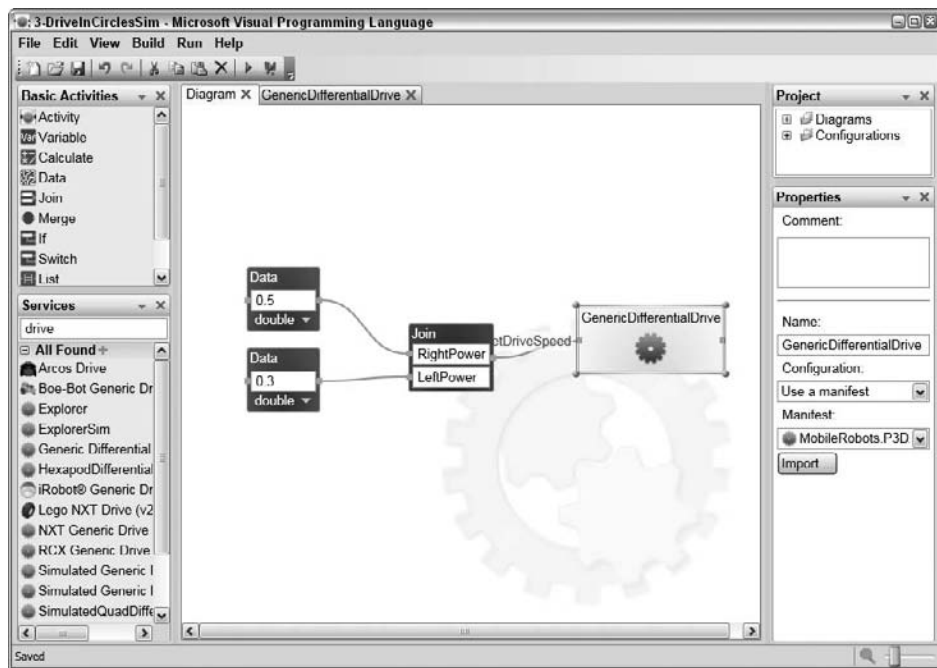 3-DriveInCirclesSim - Microsoft Visual Programming Language
File Edit View Build Run Help
Basic Activities
Activity
Variable
Calculate
Data
Join
Merge
If
Switch
List
Services
drive
All Found
Arcos Drive
Boe-Bot Generic Dr
Explorer
ExplorerSim
Generic Differential
HexapodDifferential
iRobot® Generic Dr
Lego NXT Drive (v2
NXT Generic Drive
RCX Generic Drive
Simulated Generic I
Simulated Generic I
SimulatedQuadDiffe
Diagram GenericDifferentialDrive
Data
0.5
double
Data
0.3
double
Join
RightPower
LeftPower
etDriveSpeed
GenericDifferentialDrive
Project
Diagrams
Configurations
Properties
Comment:
Name:
GenericDifferentialDrive
Configuration:
Use a manifest
Manifest:
MobileRobots.P3D
Import...
Saved